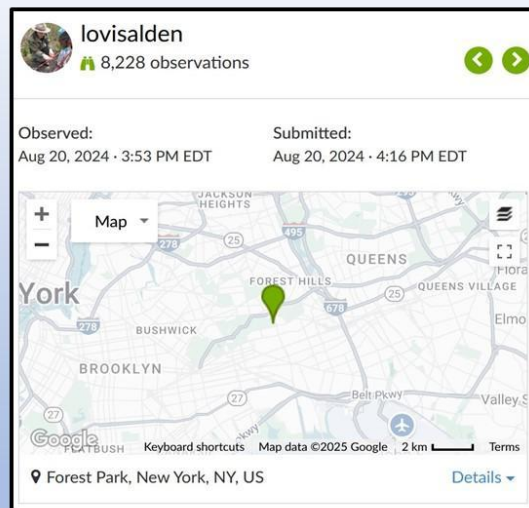 lovisalden
8,228 observations
Observed:
Aug 20, 2024 · 3:53 PM EDT
Submitted:
Aug 20, 2024 · 4:16 PM EDT
JACKSON
HEIGHTS
+
Map
−
278
25
495
QUEENS
Flora
York
FOREST HILLS
QUEENS VILLAGE
25
278
BUSHWICK
678
Elmo
BROOKLYN
27
27
Belt Pkwy
Valley S
Google
FLATBUSH
kwy
Keyboard shortcuts
Map data ©2025 Google
2 km
Terms
Forest Park, New York, NY, US
Details